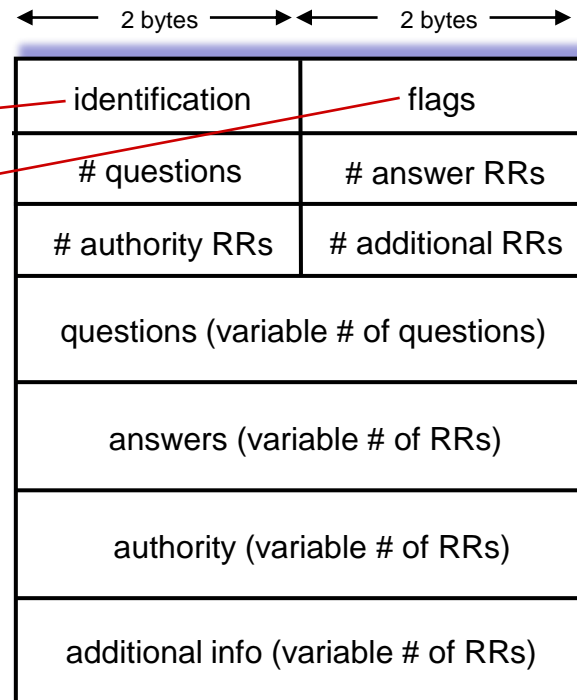 2 bytes 2 bytes
identification flags
# questions # answer RRs
# authority RRs # additional RRs
questions (variable # of questions)
answers (variable # of RRs)
authority (variable # of RRs)
additional info (variable # of RRs)